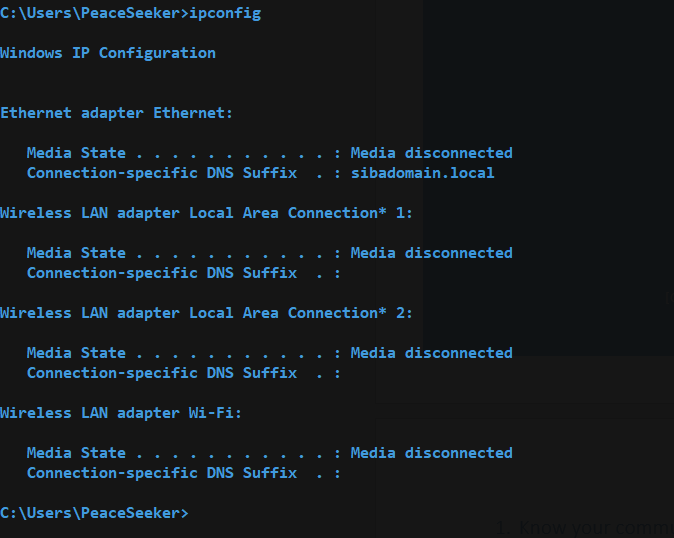 C:\Users\PeaceSeeker>ipconfig
Windows IP Configuration
Ethernet adapter Ethernet:
Media State . . . . . . . . . . . : Media disconnected
Connection-specific DNS Suffix  . : sibadomain.local
Wireless LAN adapter Local Area Connection* 1:
Media State . . . . . . . . . . . : Media disconnected
Connection-specific DNS Suffix  . :
Wireless LAN adapter Local Area Connection* 2:
Media State . . . . . . . . . . . : Media disconnected
Connection-specific DNS Suffix  . :
Wireless LAN adapter Wi-Fi:
Media State . . . . . . . . . . . : Media disconnected
Connection-specific DNS Suffix  . :
C:\Users\PeaceSeeker>
1. Know your